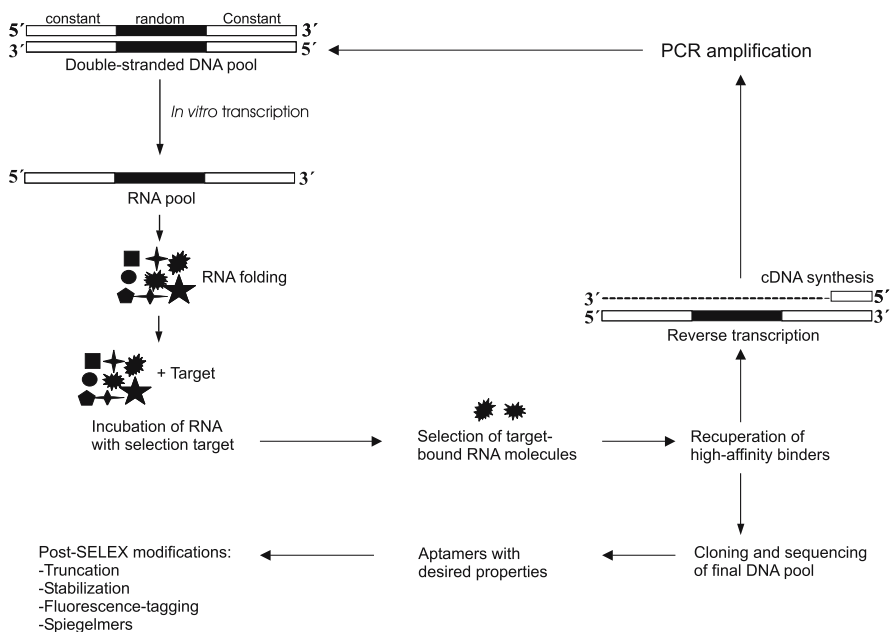 constant random Constant
5´ 3´
3´ 5´
Double-stranded DNA pool
PCR amplification
In vitro transcription
5´ 3´
RNA pool
RNA folding
cDNA synthesis
3´ 5´
5´ 3´
Reverse transcription
+ Target
Incubation of RNA
with selection target
Selection of target-
bound RNA molecules
Recuperation of
high-affinity binders
Cloning and sequencing
of final DNA pool
Aptamers with
desired properties
Post-SELEX modifications:
-Truncation
-Stabilization
-Fluorescence-tagging
-Spiegelmers